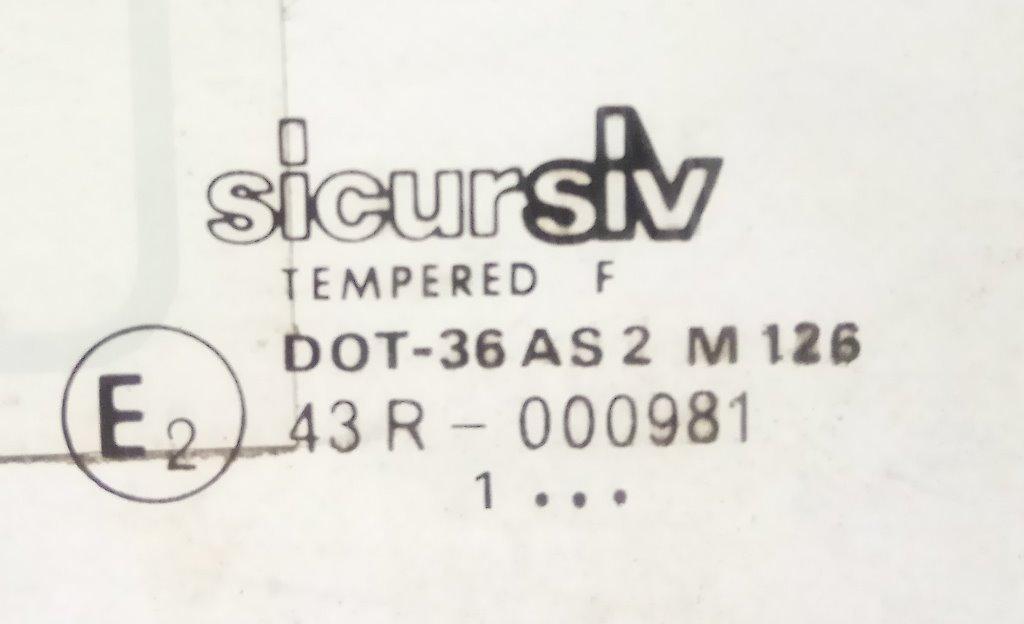 sicursiv
TEMPERED F
DOT-36 AS 2 M 126
E2 43 R - 000981
1 ...